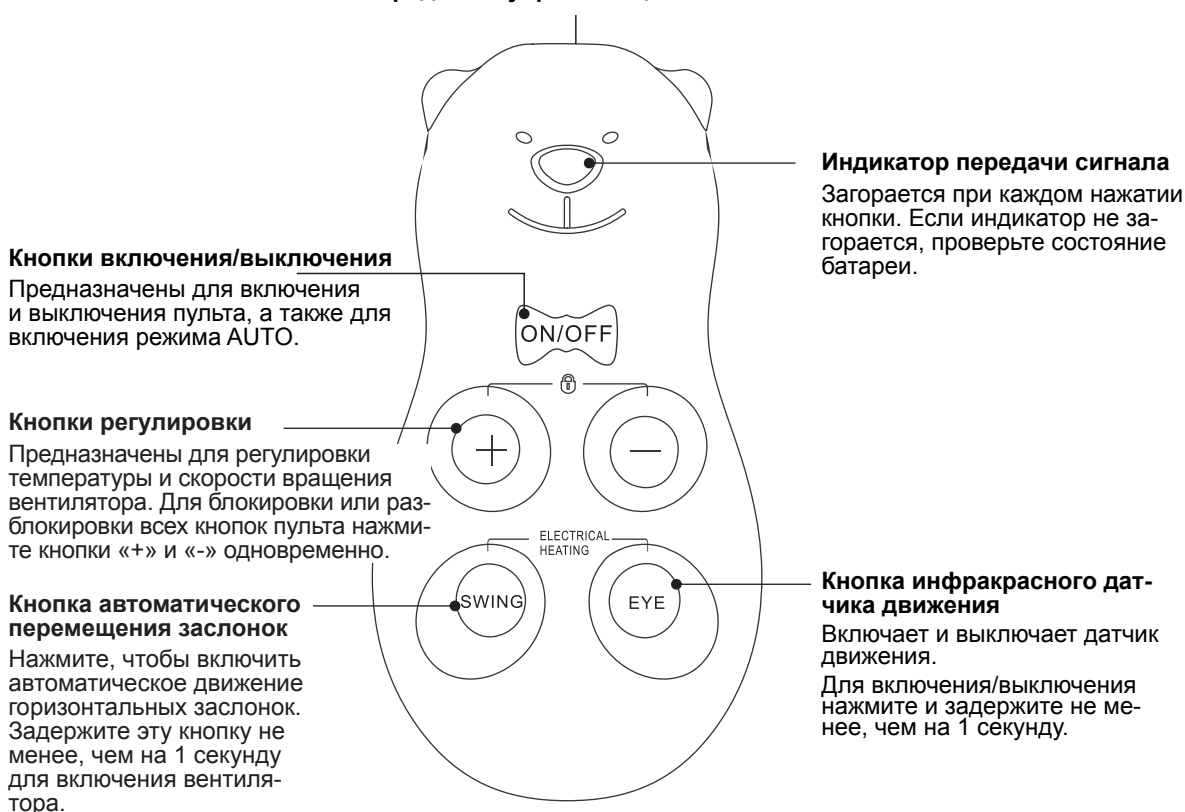 Индикатор передачи сигнала
Загорается при каждом нажатии
кнопки. Если индикатор не за-
горается, проверьте состояние
батареи.
Кнопки включения/выключения
Предназначены для включения
и выключения пульта, а также для
включения режима AUTO.
ON/OFF
Кнопки регулировки
Предназначены для регулировки
температуры и скорости вращения
вентилятора. Для блокировки или раз-
блокировки всех кнопок пульта нажми-
те кнопки «+» и «-» одновременно.
+
−
ELECTRICAL
HEATING
SWING
EYE
Кнопка автоматического
перемещения заслонок
Нажмите, чтобы включить
автоматическое движение
горизонтальных заслонок.
Задержите эту кнопку не
менее, чем на 1 секунду
для включения вентиля-
тора.
Кнопка инфракрасного дат-
чика движения
Включает и выключает датчик
движения.
Для включения/выключения
нажмите и задержите не ме-
нее, чем на 1 секунду.